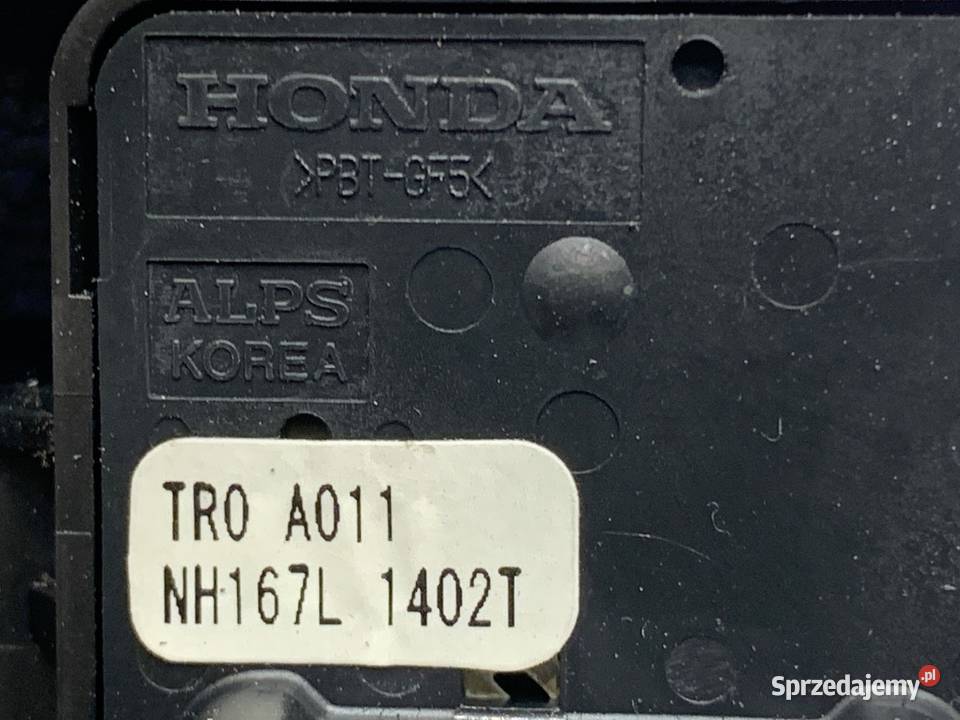 HONDA
>PBT-GF5<
ALPS
KOREA
TR0 A011
NH167L 1402T
Sprzedajemy.pl